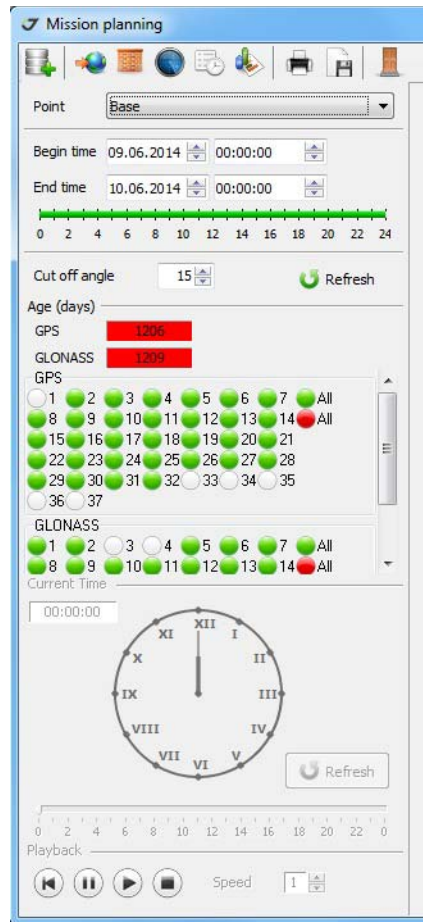 Mission planning
Point Base
Begin time 09.06.2014 00:00:00
End time 10.06.2014 00:00:00
0 2 4 6 8 10 12 14 16 18 20 22 24
Cut off angle 15 Refresh
Age (days)
GPS 1206
GLONASS 1209
GPS
1 2 3 4 5 6 7 All
8 9 10 11 12 13 14 All
15 16 17 18 19 20 21
22 23 24 25 26 27 28
29 30 31 32 33 34 35
36 37
GLONASS
1 2 3 4 5 6 7 All
8 9 10 11 12 13 14 All
Current Time
00:00:00
XII
XI I
X II
IX III
VIII IV
VII VI V
Refresh
0 2 4 6 8 10 12 14 16 18 20 22 0
Playback
Speed 1